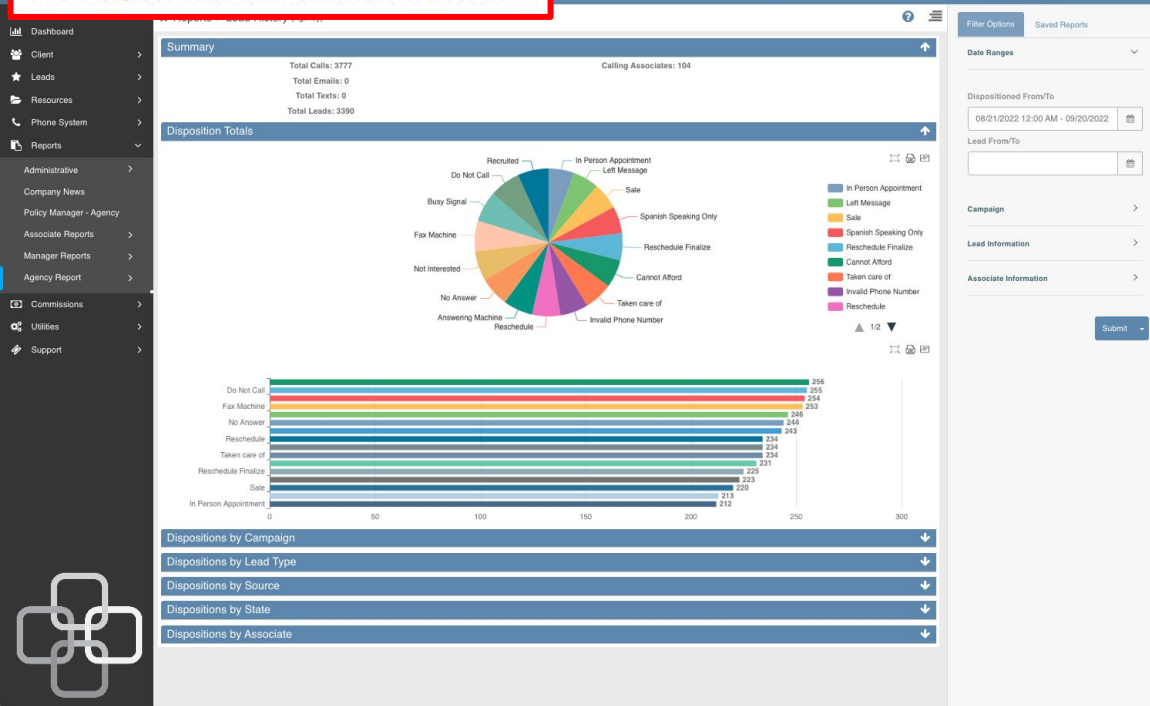 Dashboard
Client
Leads
Resources
Phone System
Reports
Administrative
Company News
Policy Manager - Agency
Associate Reports
Manager Reports
Agency Report
Commissions
Utilities
Support
Summary
Total Calls: 3777
Calling Associates: 104
Total Emails: 0
Total Texts: 0
Total Leads: 3390
Disposition Totals
Recruited
In Person Appointment
Do Not Call
Left Message
Busy Signal
Sale
Fax Machine
Spanish Speaking Only
Not Interested
Reschedule Finalize
No Answer
Cannot Afford
Answering Machine
Taken care of
Reschedule
Invalid Phone Number
In Person Appointment
Left Message
Sale
Spanish Speaking Only
Reschedule Finalize
Cannot Afford
Taken care of
Invalid Phone Number
Reschedule
1/2
256
Do Not Call 255
254
Fax Machine 253
246
No Answer 244
243
Reschedule 234
234
Taken care of 234
231
Reschedule Finalize 225
223
Sale 220
213
In Person Appointment 212
0 50 100 150 200 250 300
Dispositions by Campaign
Dispositions by Lead Type
Dispositions by Source
Dispositions by State
Dispositions by Associate
Filter Options
Saved Reports
Date Ranges
Dispositioned From/To
08/21/2022 12:00 AM - 09/20/2022
Lead From/To
Campaign
Lead Information
Associate Information
Submit